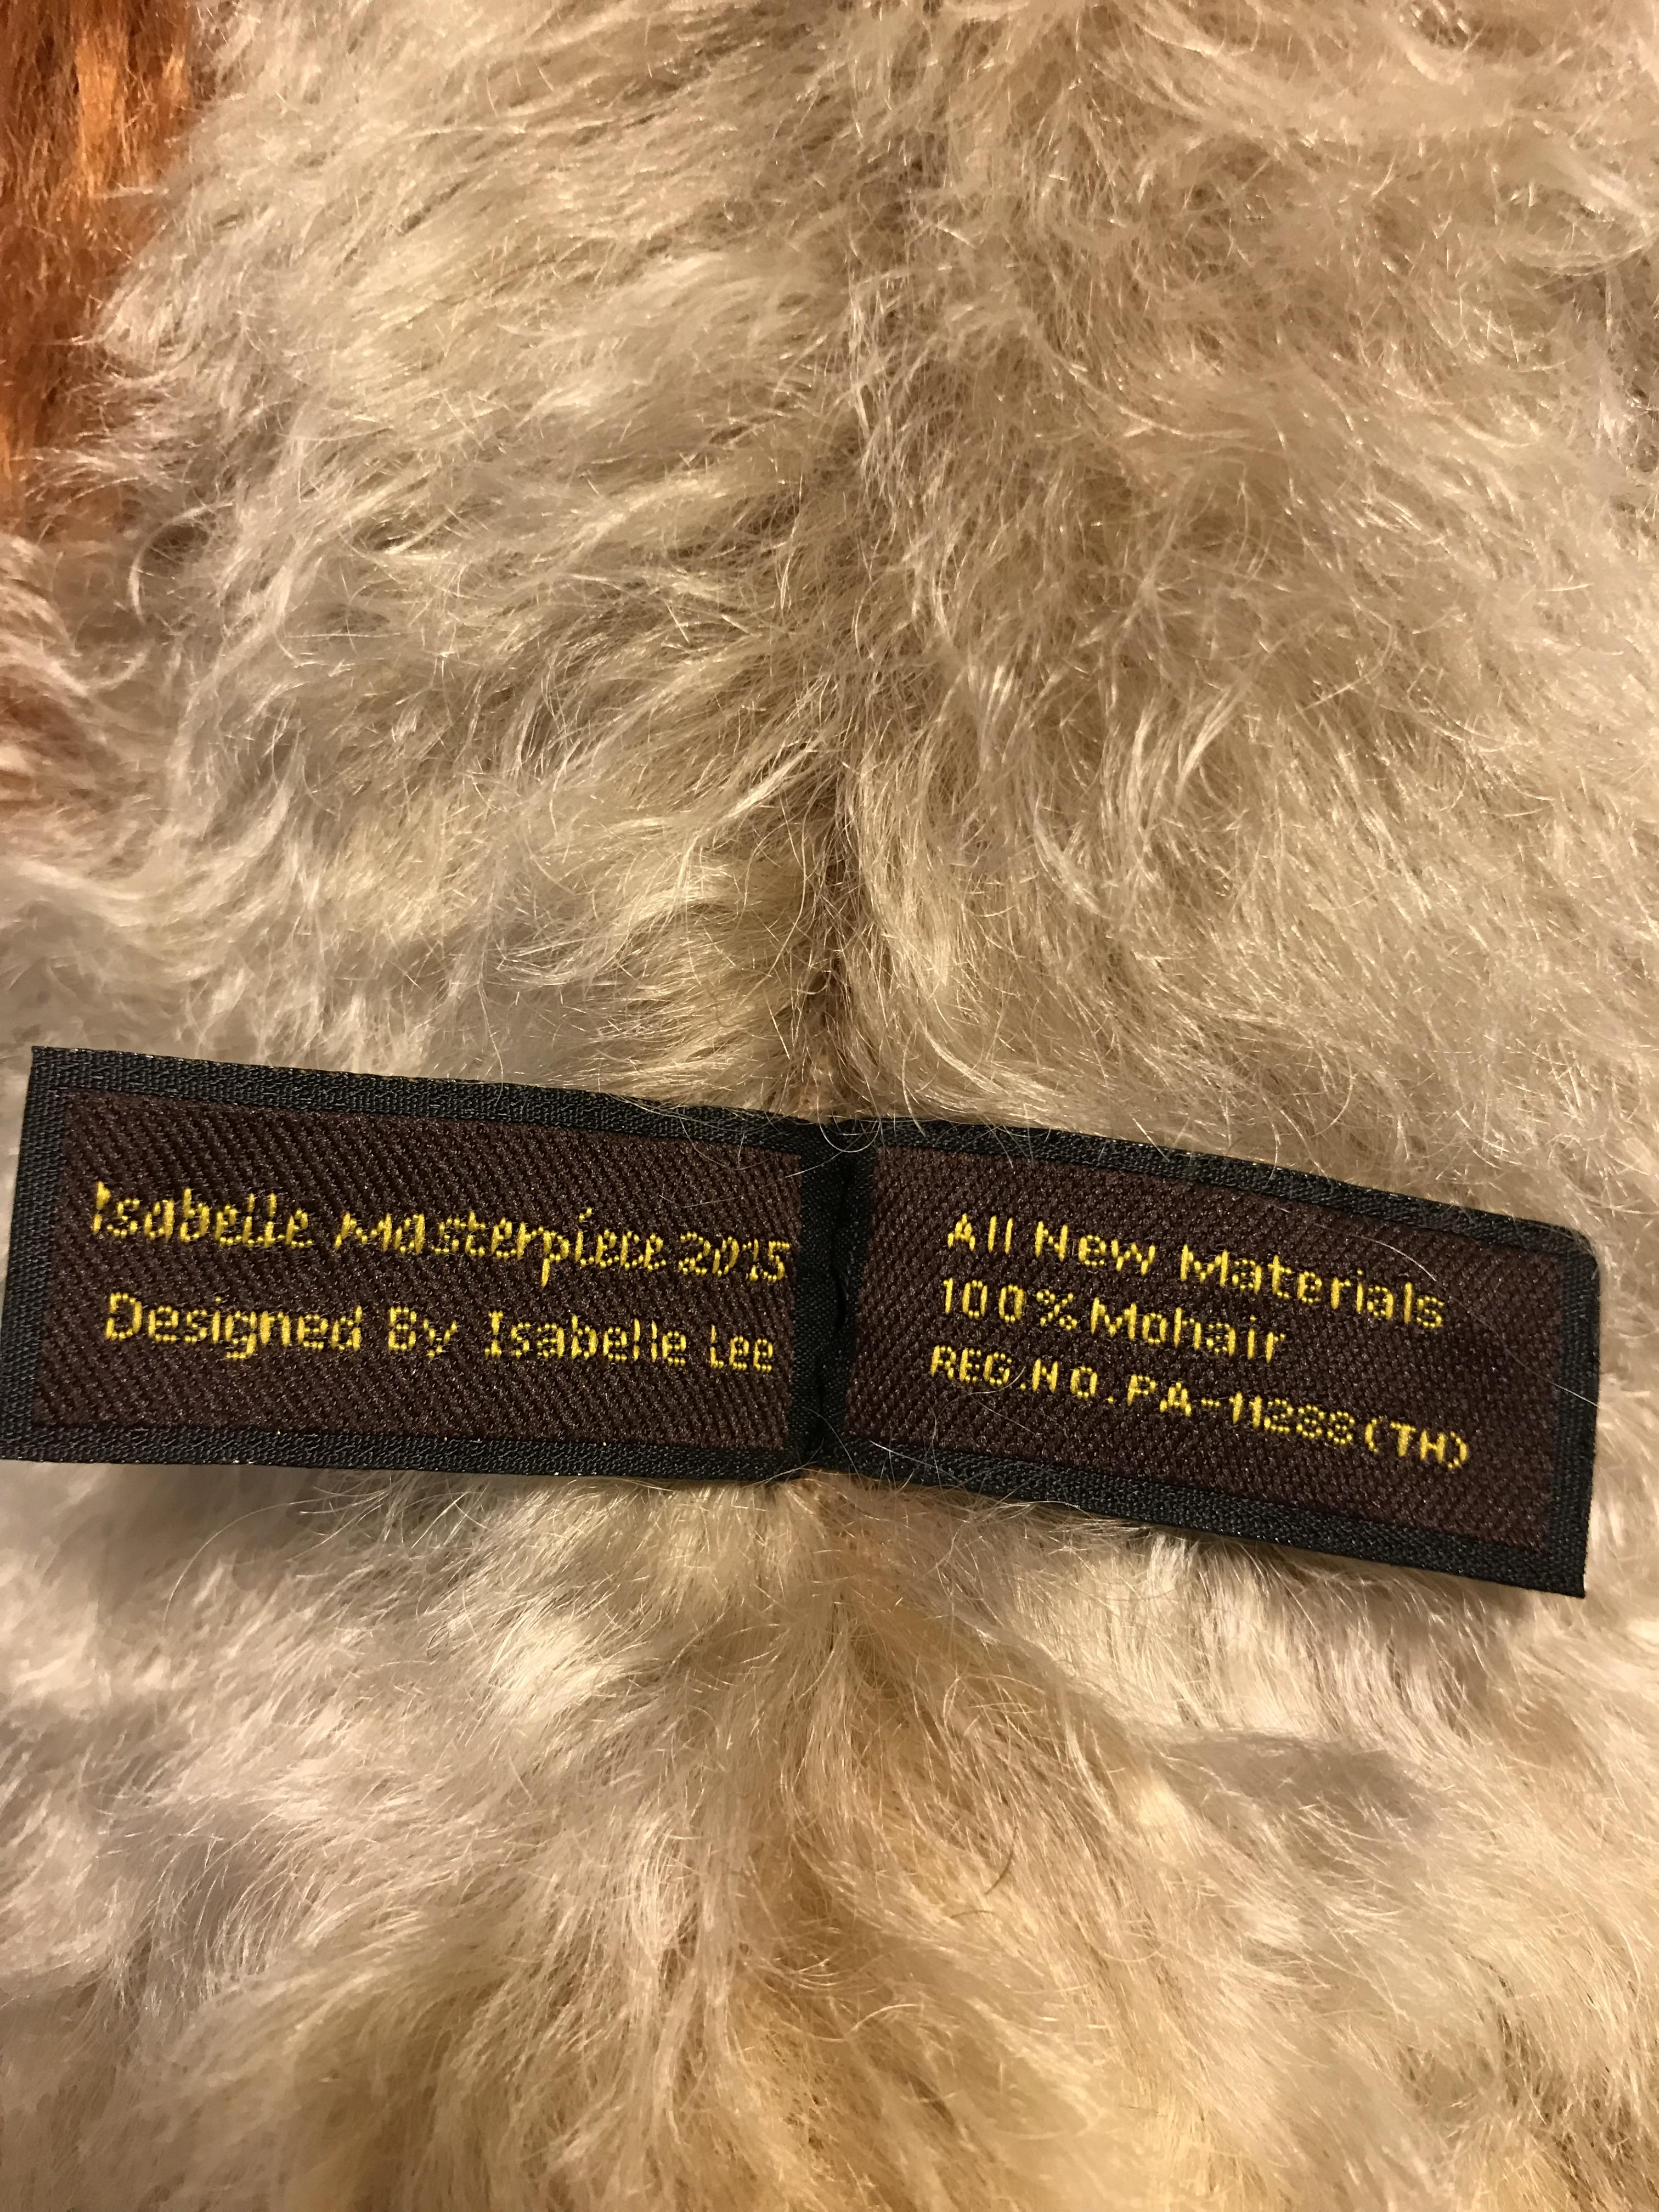 Isabelle Masterpiece 2015
Designed By Isabelle Lee
All New Materials
100% Mohair
REG.NO.PA-11288(TH)